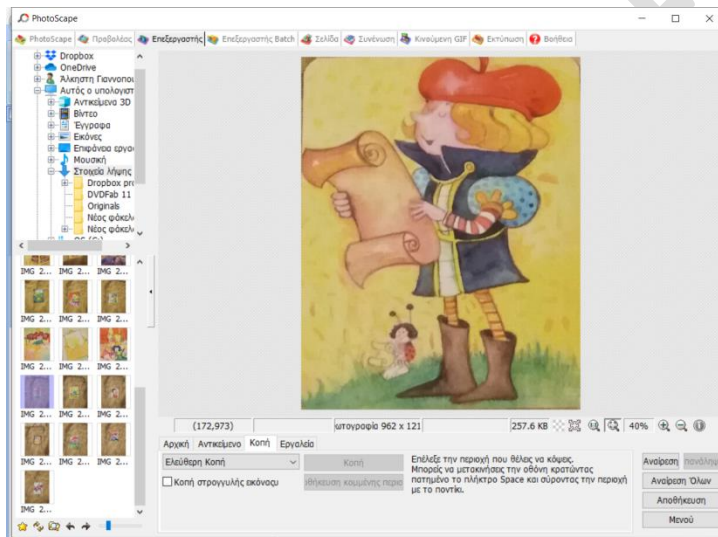 PhotoScape
PhotoScape Προβολέας Επεξεργαστής Επεξεργαστής Batch Σελίδα Συνένωση Κινούμενη GIF Εκτύπωση Βοήθεια
Dropbox
OneDrive
Άλκηστη Γιαννοπου
Αυτός ο υπολογιστ
Αντικείμενα 3D
Βίντεο
Έγγραφα
Εικόνες
Επιφάνεια εργασ
Μουσική
Στοιχεία λήψης
Dropbox pro
DVDFab 11
Originals
Νέος φάκελ
Νέος φάκελ
IMG 2... IMG 2... IMG 2...
IMG 2... IMG 2... IMG 2...
IMG 2... IMG 2... IMG 2...
IMG 2... IMG 2... IMG 2...
IMG 2... IMG 2... IMG 2...
IMG 2...
(172,973) ωτογραφία 962 x 121 257.6 KB 40%
Αρχική Αντικείμενο Κοπή Εργαλεία
Ελεύθερη Κοπή Κοπή
Κοπή στρογγυλής εικόνας
Επέλεξε την περιοχή που θέλεις να κόψεις.
Μπορείς να μετακινήσεις την οθόνη κρατώντας
πατημένο το πλήκτρο Space και σύροντας την περιοχή
με το ποντίκι.
Αναίρεση
Αναίρεση Όλων
Αποθήκευση
Μενού